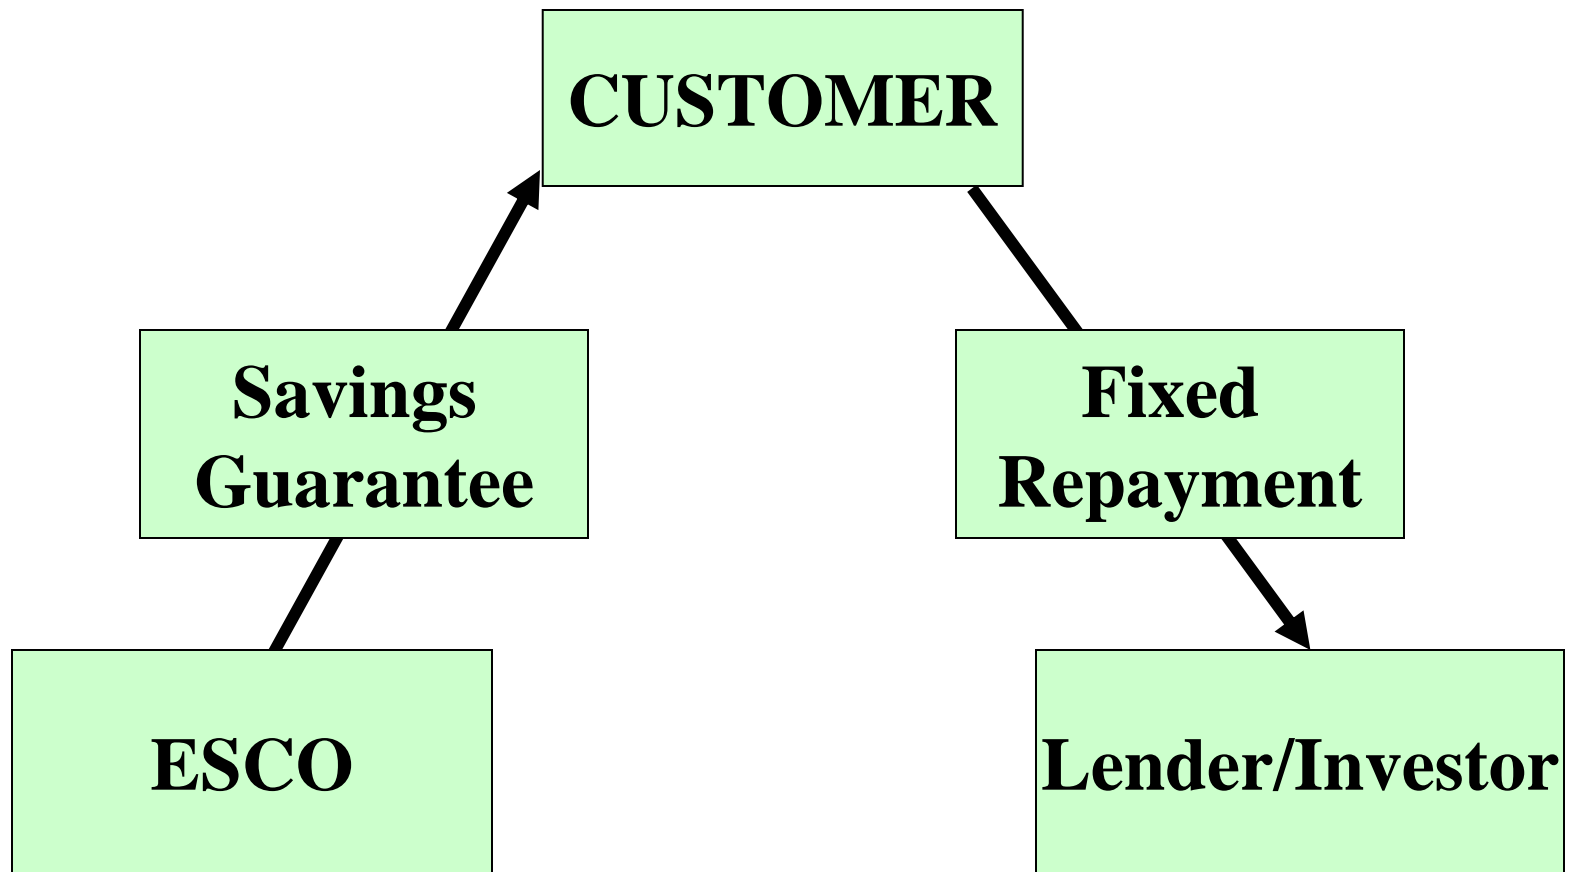 CUSTOMER
Savings
Guarantee
Fixed
Repayment
ESCO
Lender/Investor